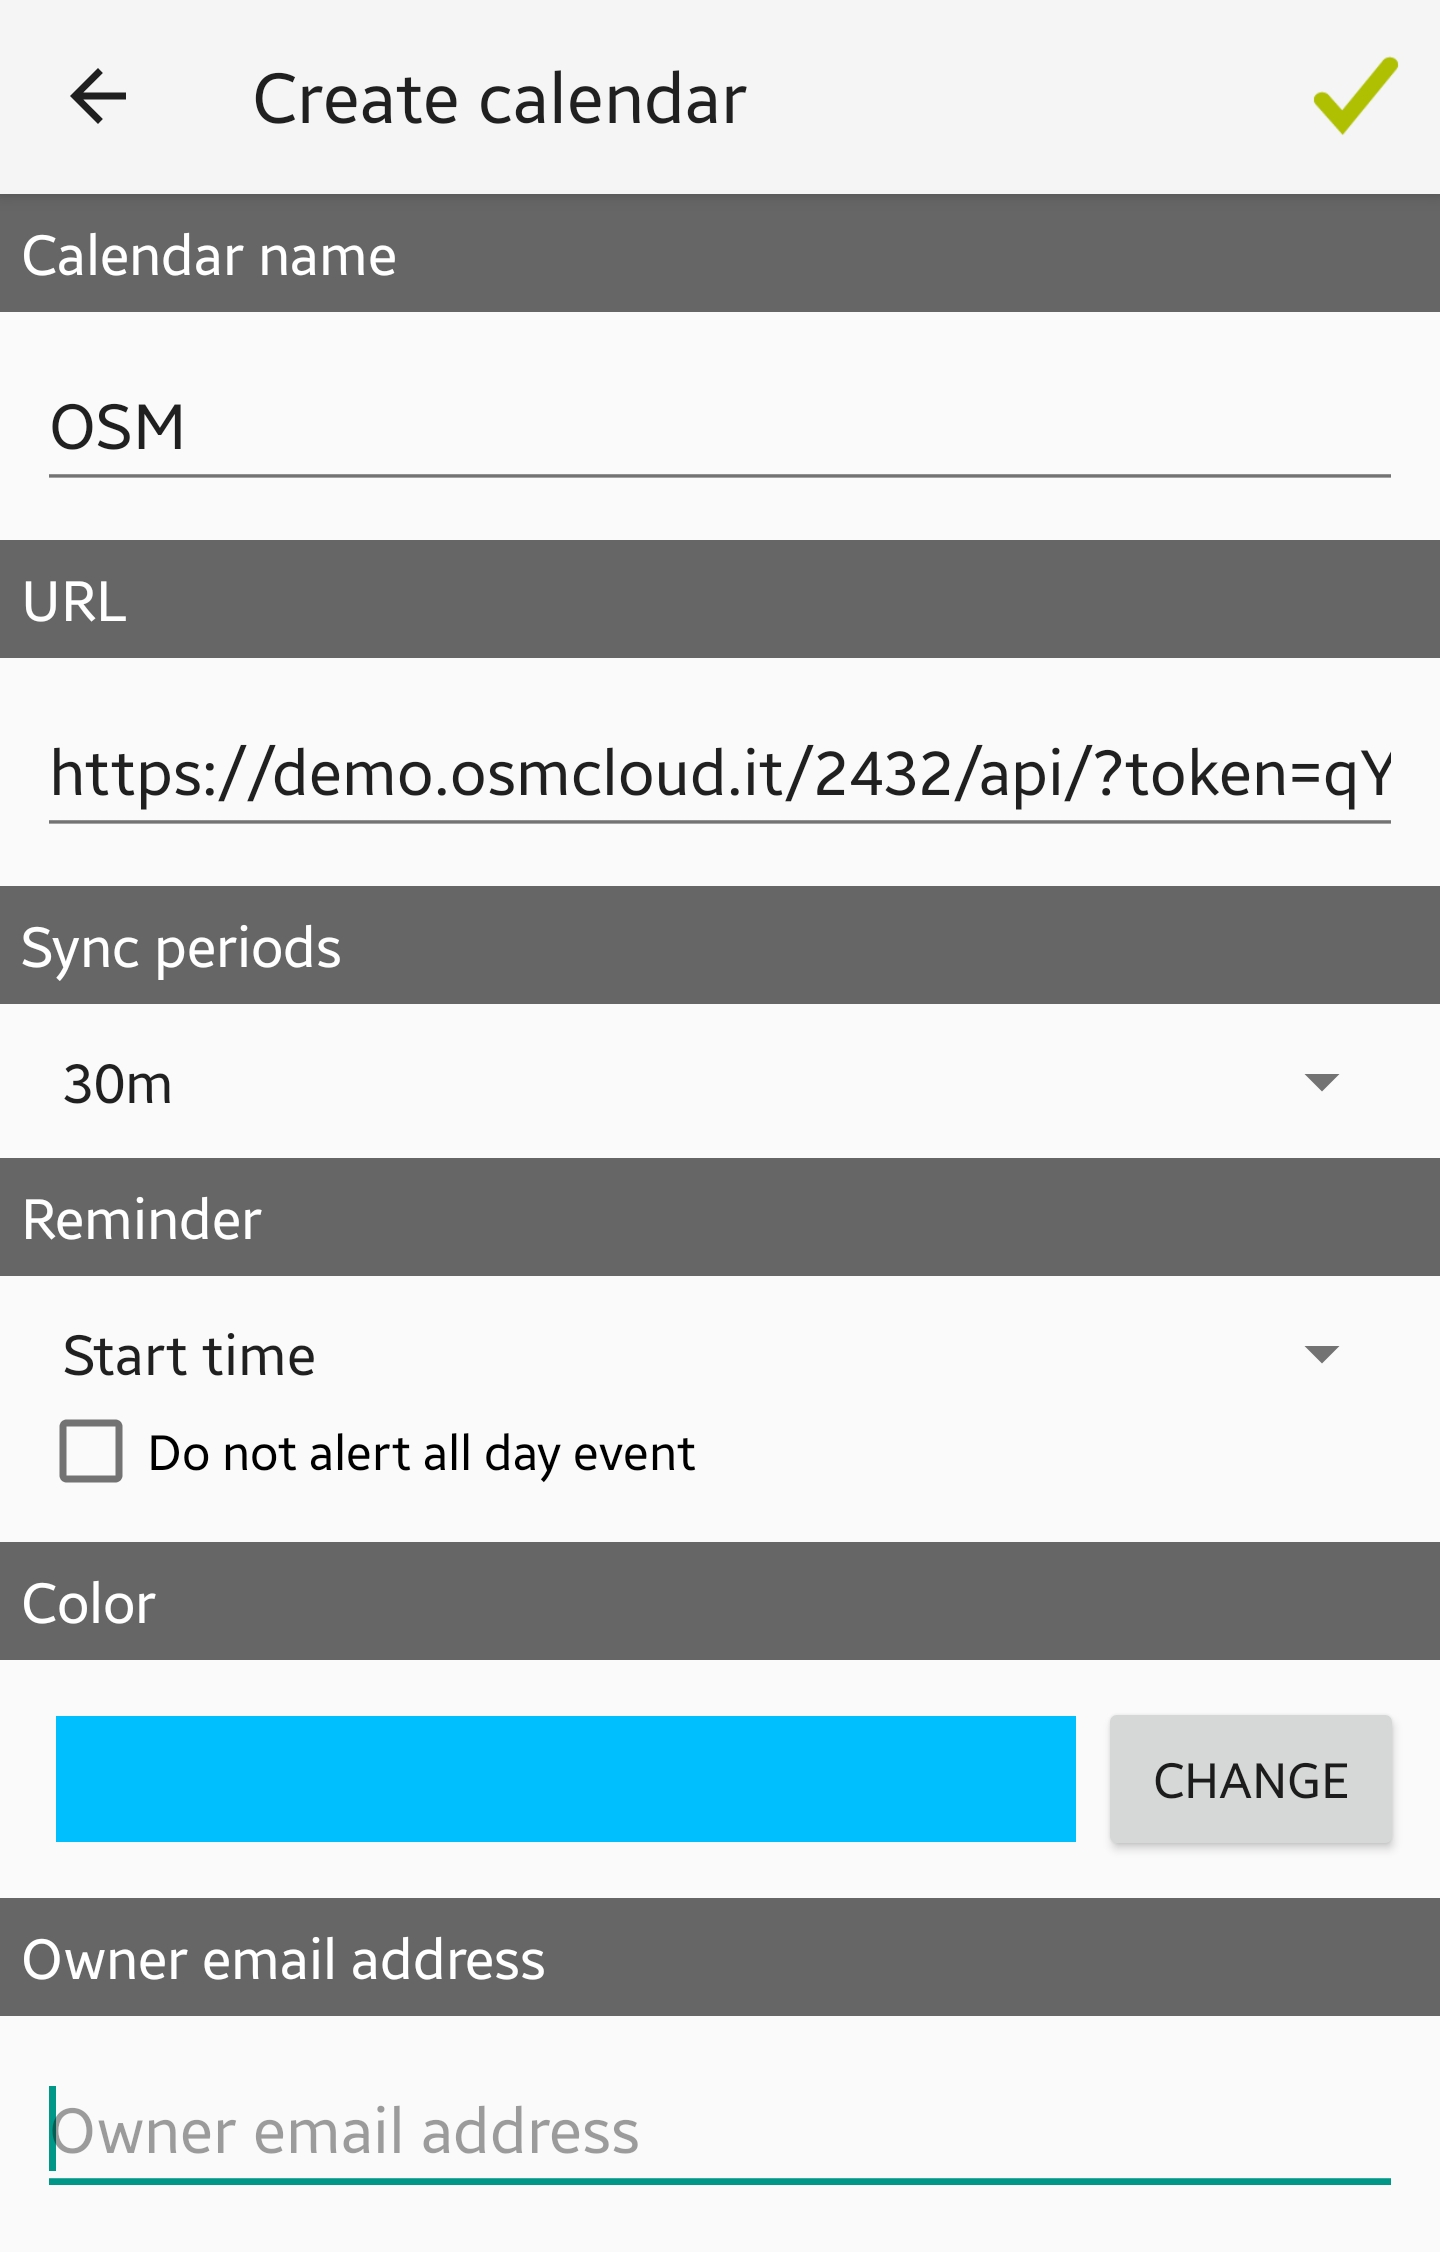 Create calendar
Calendar name
OSM
URL
https://demo.osmcloud.it/2432/api/?token=qY
Sync periods
30m
Reminder
Start time
Do not alert all day event
Color
CHANGE
Owner email address
Owner email address